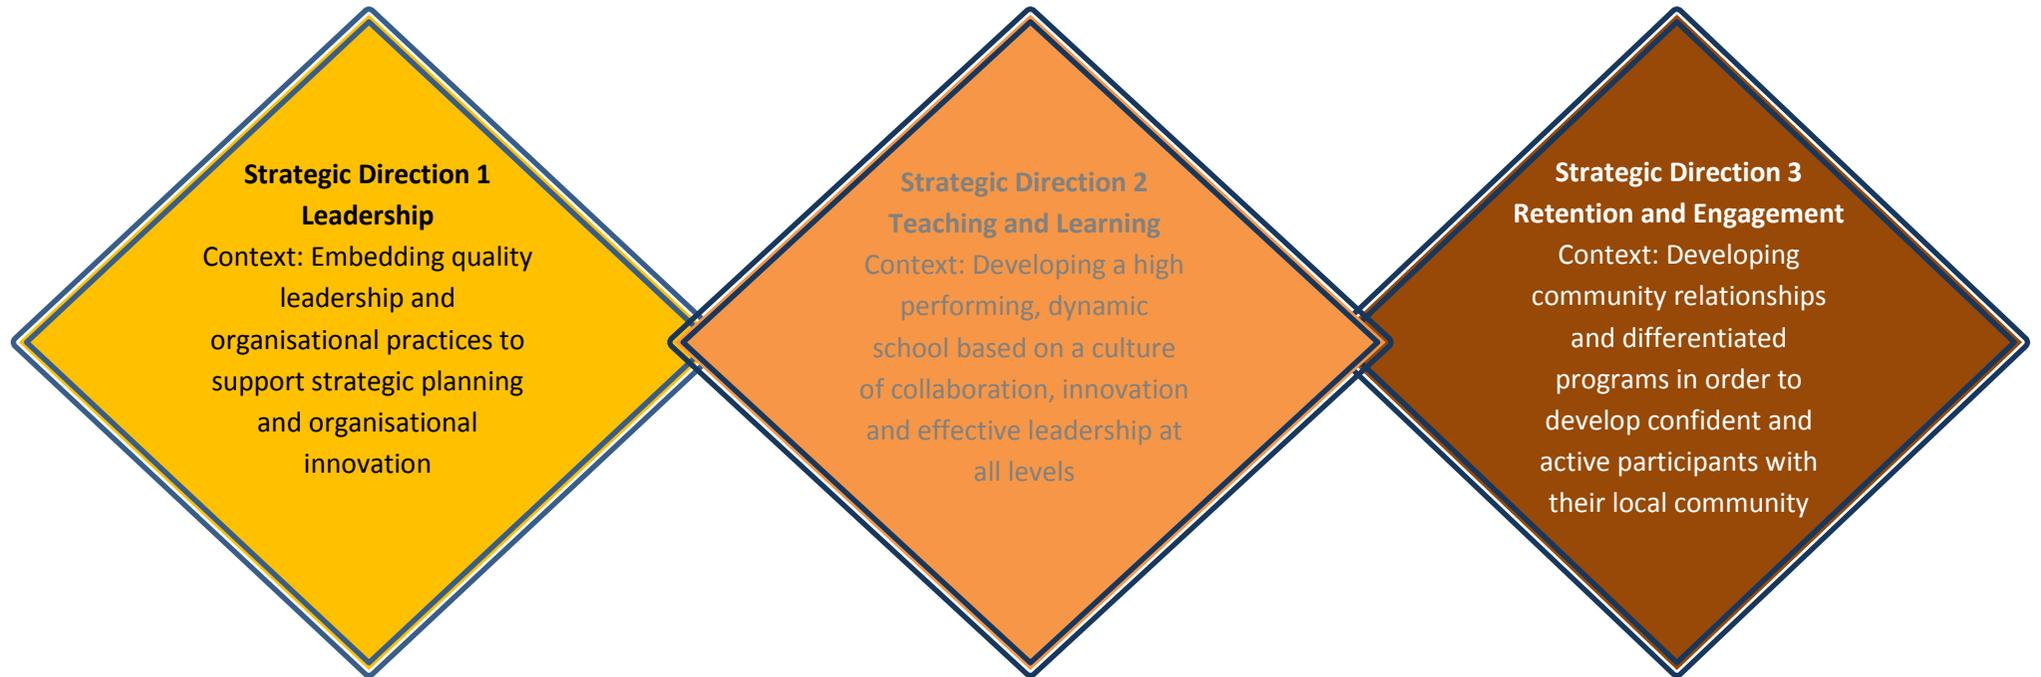 Strategic Direction 1
Leadership
Context: Embedding quality
leadership and
organisational practices to
support strategic planning
and organisational
innovation
Strategic Direction 2
Teaching and Learning
Context: Developing a high
performing, dynamic
school based on a culture
of collaboration, innovation
and effective leadership at
all levels
Strategic Direction 3
Retention and Engagement
Context: Developing
community relationships
and differentiated
programs in order to
develop confident and
active participants with
their local community